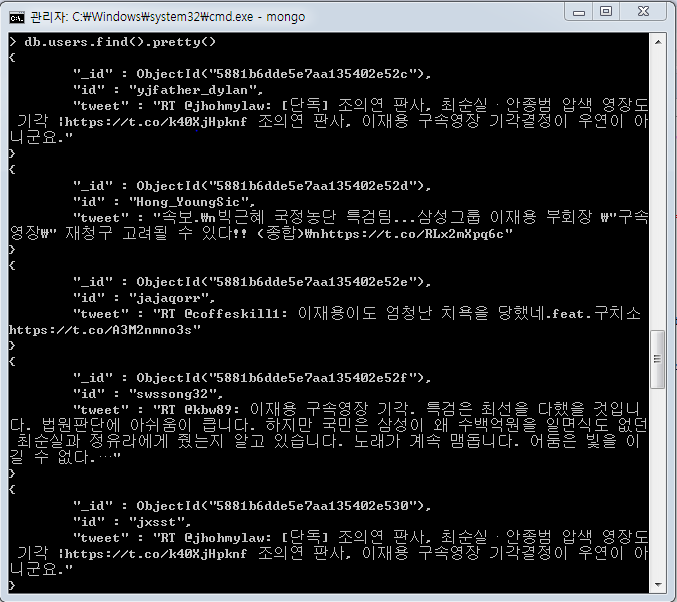 관리자: C:₩Windows₩system32₩cmd.exe - mongo
> db.users.find().pretty()
{
"_id" : ObjectId("5881b6dde5e7aa135402e52c"),
"id" : "yjfather_dylan",
"tweet" : "RT @jhohmylaw: [단독] 조의연 판사, 최순실·안종범 압색 영장도
기각 |https://t.co/k40XjHpknf 조의연 판사, 이재용 구속영장 기각결정이 우연이 아
니군요."
}
{
"_id" : ObjectId("5881b6dde5e7aa135402e52d"),
"id" : "Hong_YoungSic",
"tweet" : "속보.₩n박근혜 국정농단 특검팀...삼성그룹 이재용 부회장 ₩"구속
영장₩" 재청구 고려될 수 있다!! (종합)₩nhttps://t.co/RLx2mXpq6c"
}
{
"_id" : ObjectId("5881b6dde5e7aa135402e52e"),
"id" : "jajaqorr",
"tweet" : "RT @coffeskill1: 이재용이도 엄청난 치욕을 당했네.feat.구치소
https://t.co/A3M2nmno3s"
}
{
"_id" : ObjectId("5881b6dde5e7aa135402e52f"),
"id" : "swssong32",
"tweet" : "RT @kbw89: 이재용 구속영장 기각. 특검은 최선을 다했을 것입니
다. 법원판단에 아쉬움이 큽니다. 하지만 국민은 삼성이 왜 수백억원을 일면식도 없던
최순실과 정유라에게 줬는지 알고 있습니다. 노래가 계속 맴돕니다. 어둠은 빛을 이
길 수 없다.…"
}
{
"_id" : ObjectId("5881b6dde5e7aa135402e530"),
"id" : "jxsst",
"tweet" : "RT @jhohmylaw: [단독] 조의연 판사, 최순실·안종범 압색 영장도
기각 |https://t.co/k40XjHpknf 조의연 판사, 이재용 구속영장 기각결정이 우연이 아
니군요."
}